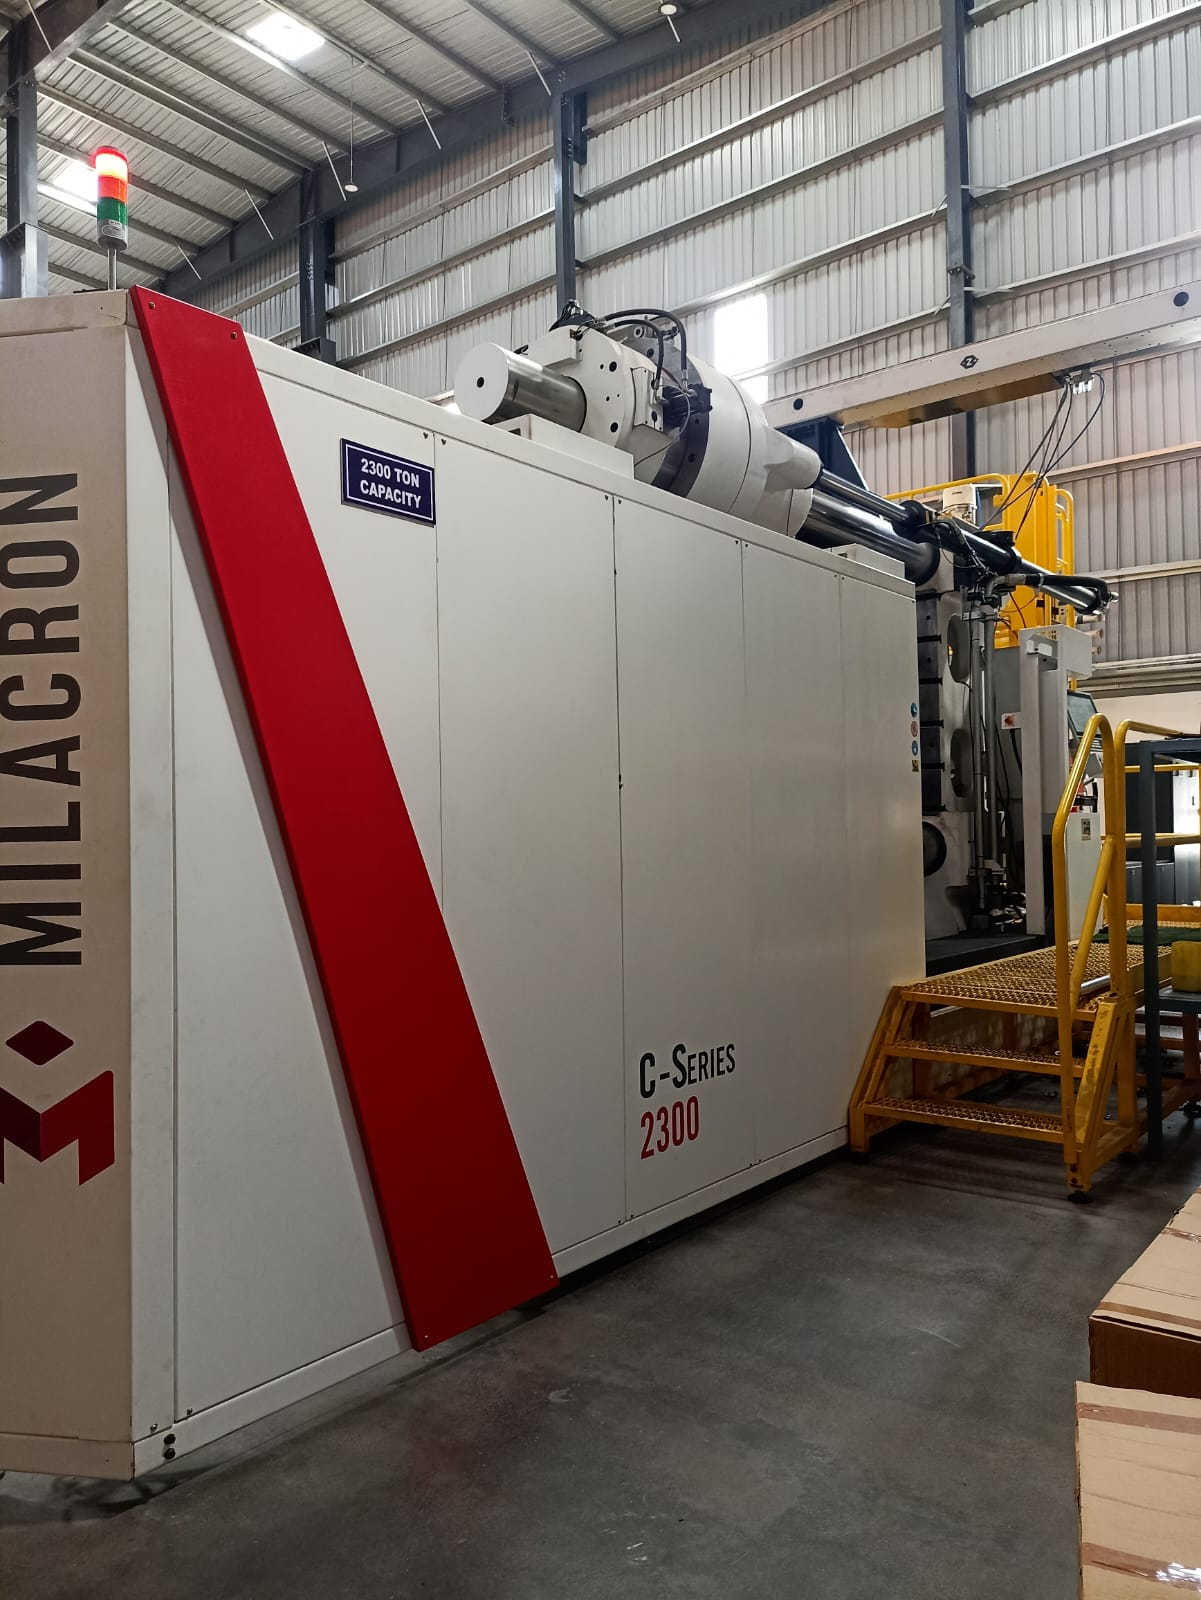 MILACRON
2300 TON
CAPACITY
C-SERIES
2300